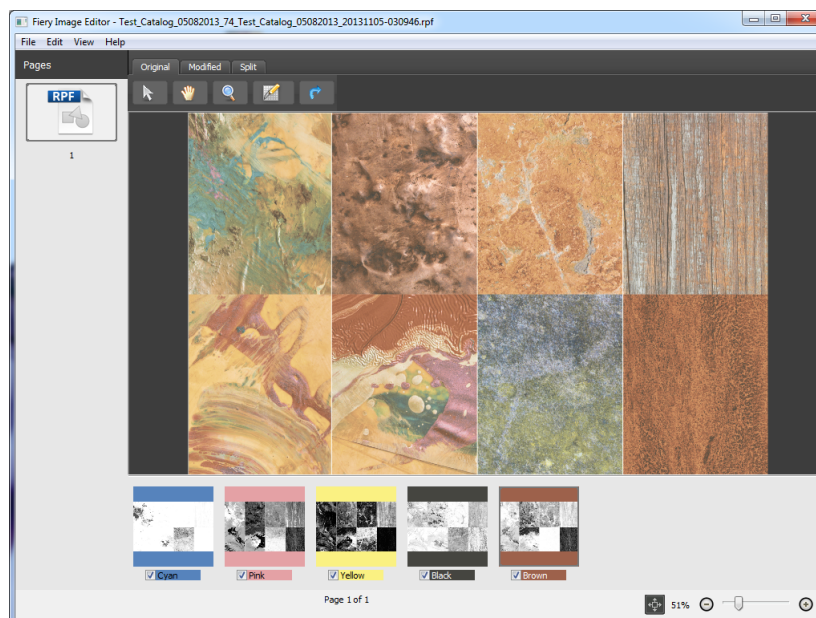 Fiery Image Editor - Test_Catalog_05082013_74_Test_Catalog_05082013_20131105-030946.rpf
File Edit View Help
Pages
Original Modified Split
RPF
1
Cyan Pink Yellow Black Brown
Page 1 of 1
51%